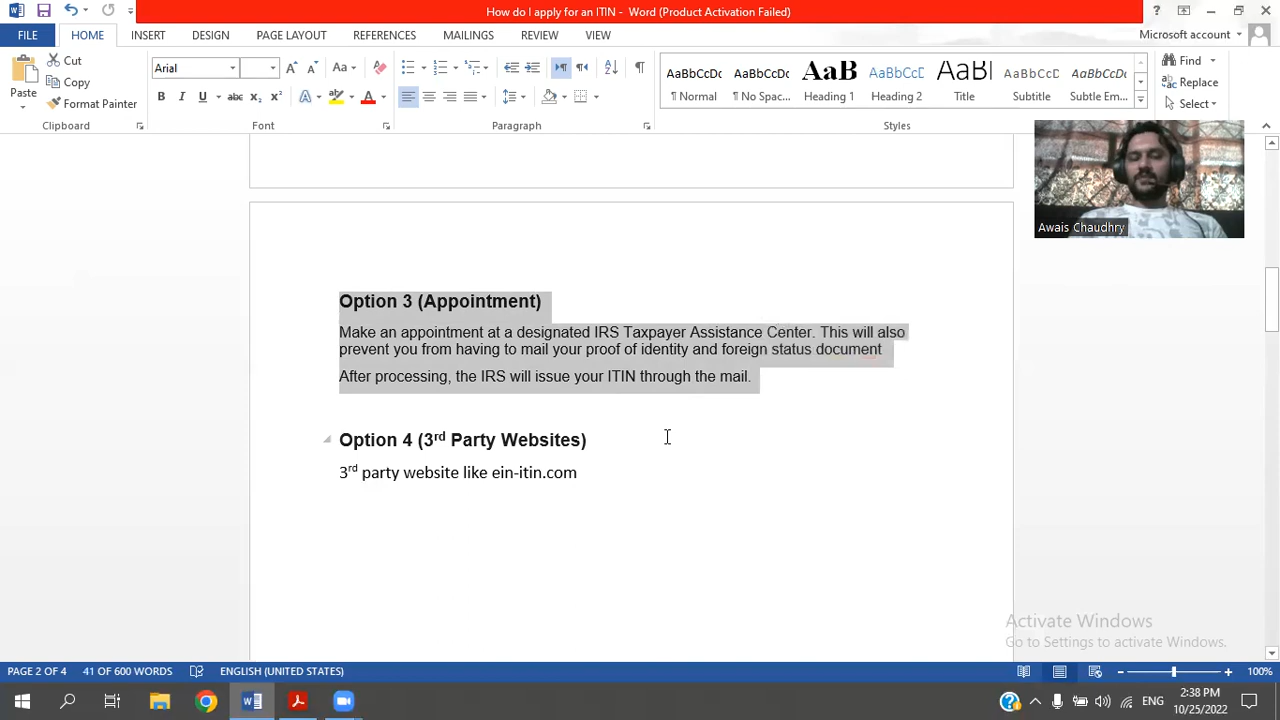 How do I apply for an ITIN - Word (Product Activation Failed)
FILE HOME INSERT DESIGN PAGE LAYOUT REFERENCES MAILINGS REVIEW VIEW Microsoft account
Paste
Cut
Copy
Format Painter
Clipboard
Arial
Aa
B I U abc x₂ x² A A
Font
Paragraph
AaBbCcDc AaBbCcDc AaBb AaBbCcE AaBl AaBbCcD AaBbCcDc
¶ Normal ¶ No Spac... Heading 1 Heading 2 Title Subtitle Subtle Em...
Styles
Find
Replace
Select
Awais Chaudhry
Option 3 (Appointment)
Make an appointment at a designated IRS Taxpayer Assistance Center. This will also
prevent you from having to mail your proof of identity and foreign status document
After processing, the IRS will issue your ITIN through the mail.
Option 4 (3rd Party Websites)
3rd party website like ein-itin.com
Activate Windows
Go to Settings to activate Windows.
PAGE 2 OF 4 41 OF 600 WORDS ENGLISH (UNITED STATES) 100%
ENG
2:38 PM
10/25/2022